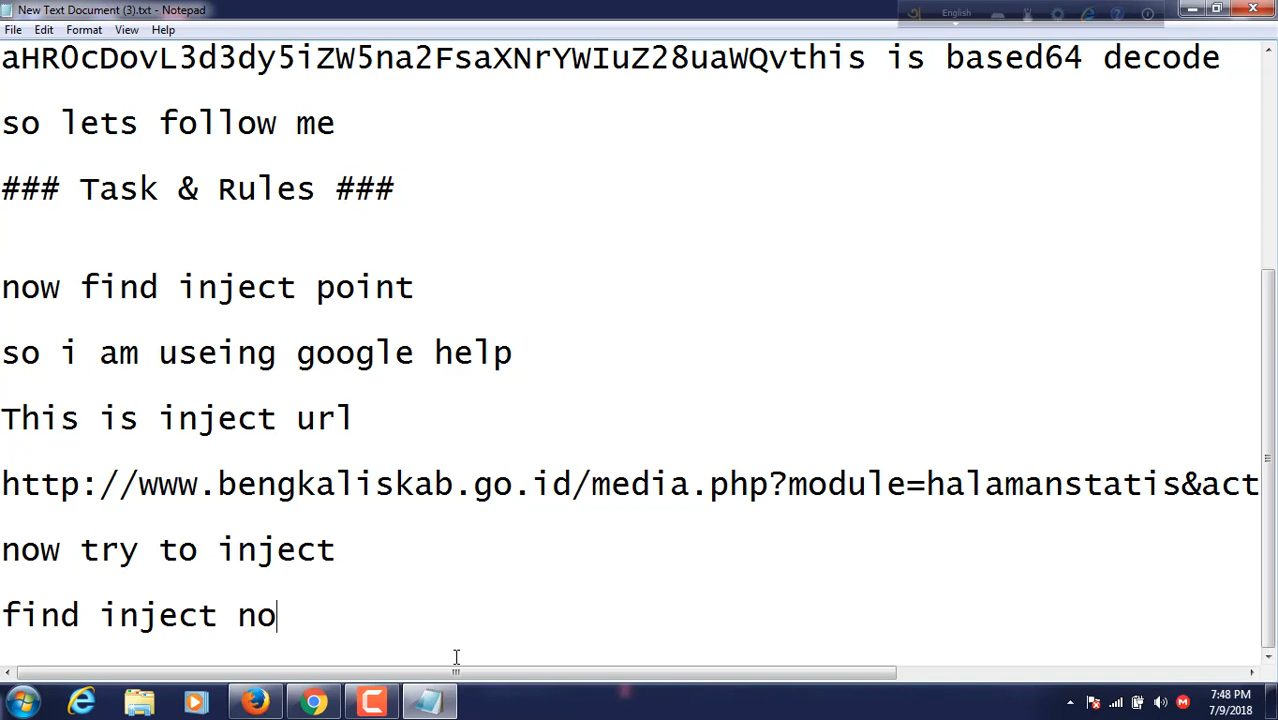 New Text Document (3).txt - Notepad
English
File Edit Format View Help
aHR0cDovL3d3dy5iZW5na2FsaXNrYWIuZ28uaWQvthis is based64 decode
so lets follow me
### Task & Rules ###
now find inject point
so i am useing google help
This is inject url
http://www.bengkaliskab.go.id/media.php?module=halamanstatis&act
now try to inject
find inject no
7:48 PM
7/9/2018